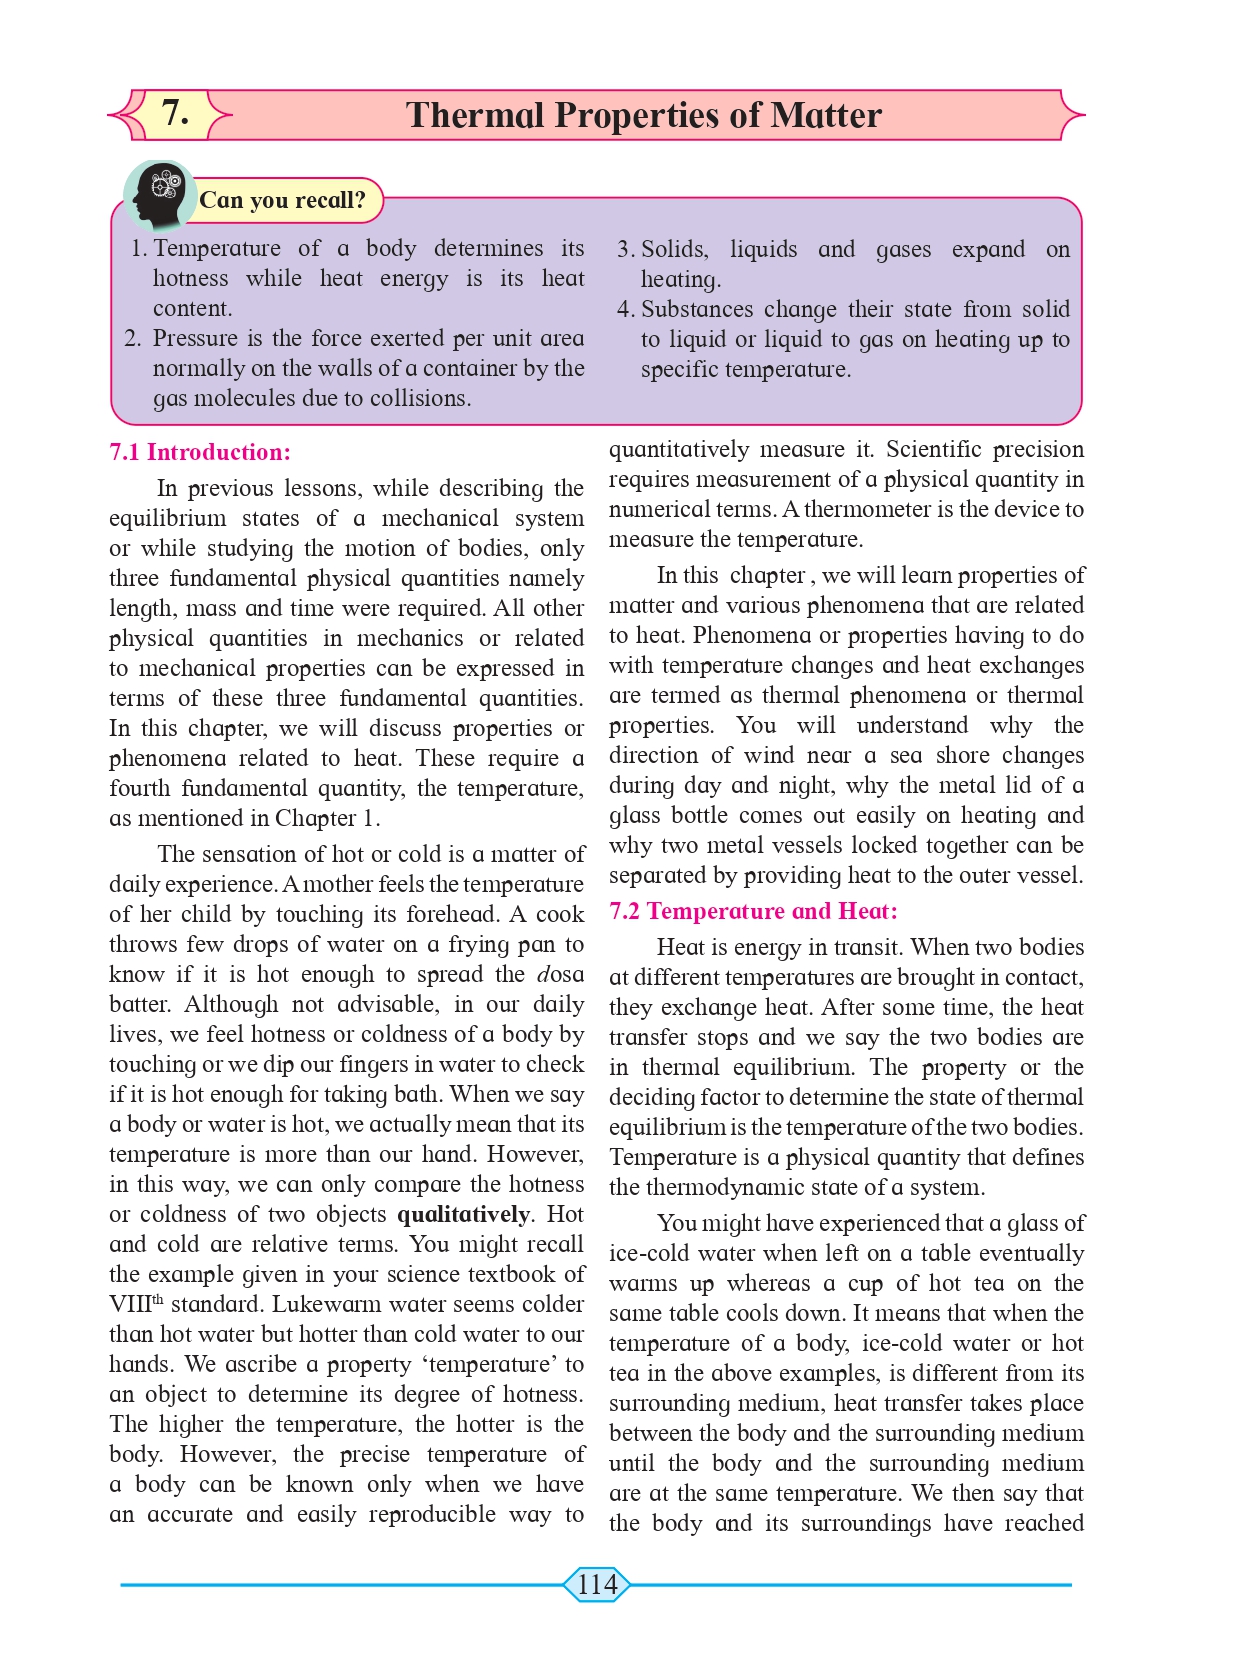 7.
Thermal Properties of Matter
Can you recall?
1. Temperature of a body determines its
hotness while heat energy is its heat
content.
2. Pressure is the force exerted per unit area
normally on the walls of a container by the
gas molecules due to collisions.
3. Solids, liquids and gases expand on
heating.
4. Substances change their state from solid
to liquid or liquid to gas on heating up to
specific temperature.
7.1 Introduction:
In previous lessons, while describing the
equilibrium states of a mechanical system
or while studying the motion of bodies, only
three fundamental physical quantities namely
length, mass and time were required. All other
physical quantities in mechanics or related
to mechanical properties can be expressed in
terms of these three fundamental quantities.
In this chapter, we will discuss properties or
phenomena related to heat. These require a
fourth fundamental quantity, the temperature,
as mentioned in Chapter 1.
The sensation of hot or cold is a matter of
daily experience. A mother feels the temperature
of her child by touching its forehead. A cook
throws few drops of water on a frying pan to
know if it is hot enough to spread the dosa
batter. Although not advisable, in our daily
lives, we feel hotness or coldness of a body by
touching or we dip our fingers in water to check
if it is hot enough for taking bath. When we say
a body or water is hot, we actually mean that its
temperature is more than our hand. However,
in this way, we can only compare the hotness
or coldness of two objects qualitatively. Hot
and cold are relative terms. You might recall
the example given in your science textbook of
VIIIth standard. Lukewarm water seems colder
than hot water but hotter than cold water to our
hands. We ascribe a property ‘temperature’ to
an object to determine its degree of hotness.
The higher the temperature, the hotter is the
body. However, the precise temperature of
a body can be known only when we have
an accurate and easily reproducible way to
quantitatively measure it. Scientific precision
requires measurement of a physical quantity in
numerical terms. A thermometer is the device to
measure the temperature.
In this chapter , we will learn properties of
matter and various phenomena that are related
to heat. Phenomena or properties having to do
with temperature changes and heat exchanges
are termed as thermal phenomena or thermal
properties. You will understand why the
direction of wind near a sea shore changes
during day and night, why the metal lid of a
glass bottle comes out easily on heating and
why two metal vessels locked together can be
separated by providing heat to the outer vessel.
7.2 Temperature and Heat:
Heat is energy in transit. When two bodies
at different temperatures are brought in contact,
they exchange heat. After some time, the heat
transfer stops and we say the two bodies are
in thermal equilibrium. The property or the
deciding factor to determine the state of thermal
equilibrium is the temperature of the two bodies.
Temperature is a physical quantity that defines
the thermodynamic state of a system.
You might have experienced that a glass of
ice-cold water when left on a table eventually
warms up whereas a cup of hot tea on the
same table cools down. It means that when the
temperature of a body, ice-cold water or hot
tea in the above examples, is different from its
surrounding medium, heat transfer takes place
between the body and the surrounding medium
until the body and the surrounding medium
are at the same temperature. We then say that
the body and its surroundings have reached
114